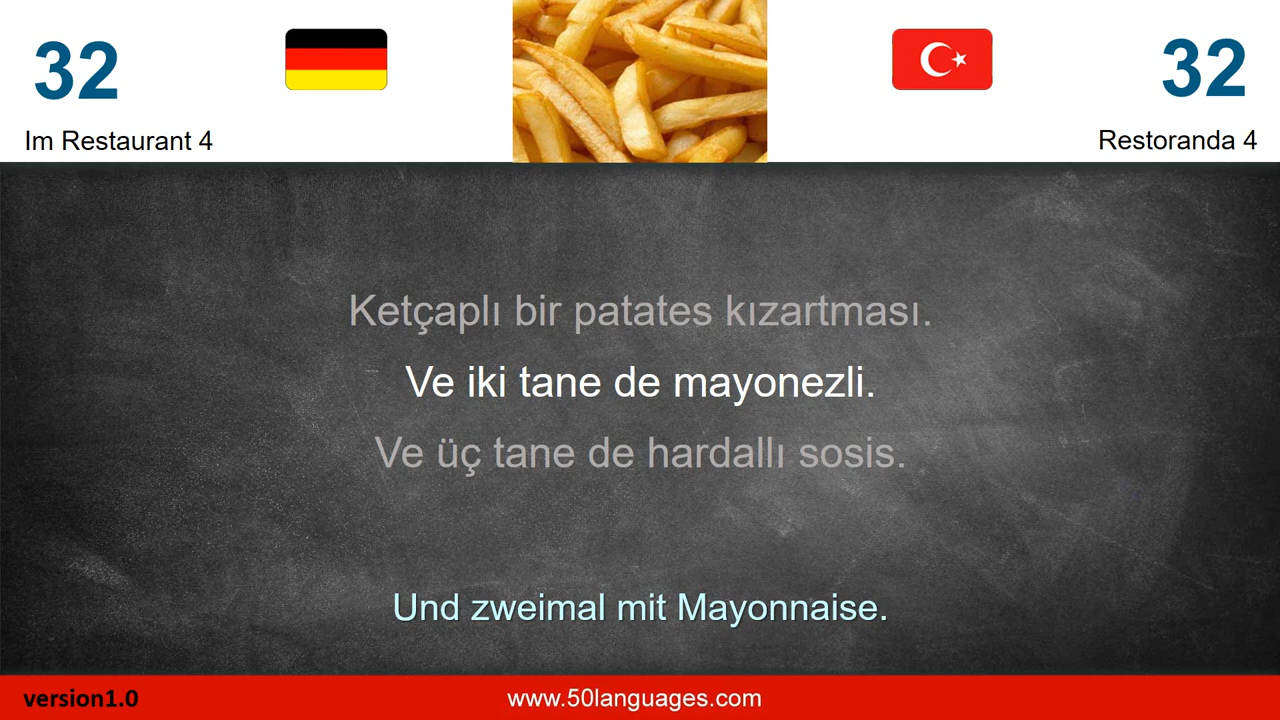 32
32
Im Restaurant 4
Restoranda 4
Ketçaplı bir patates kızartması.
Ve iki tane de mayonezli.
Ve üç tane de hardallı sosis.
Und zweimal mit Mayonnaise.
version1.0
www.50languages.com